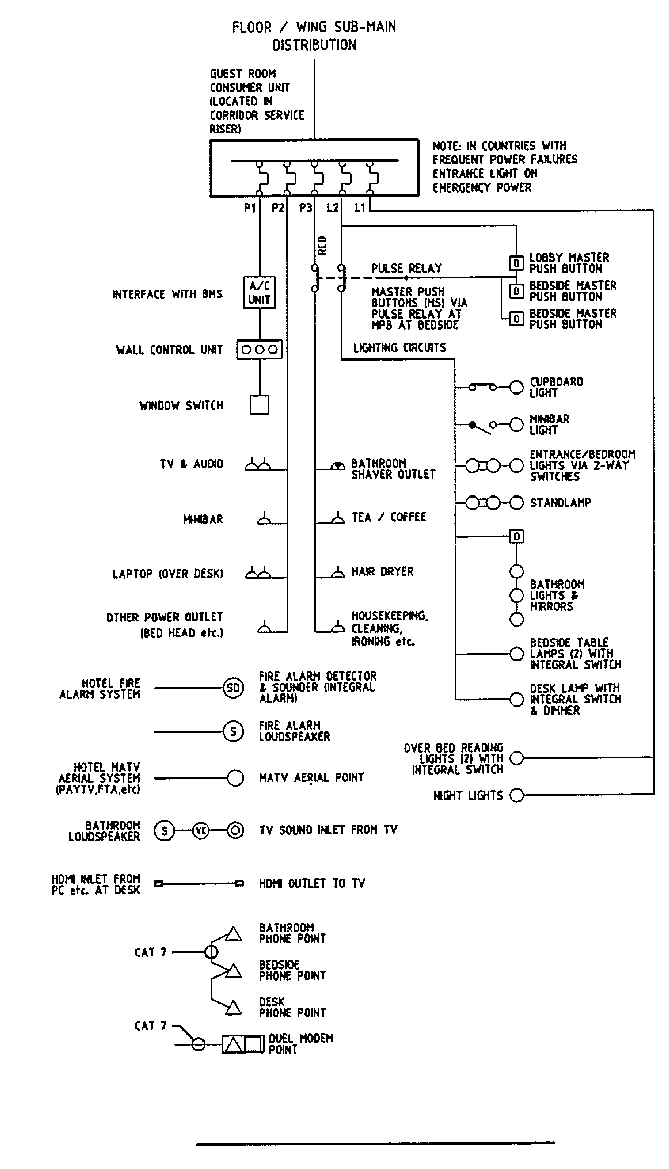 FLOOR / WING SUB-MAIN
DISTRIBUTION
GUEST ROOM
CONSUMER UNIT
(LOCATED IN
CORRIDOR SERVICE
RISER)
NOTE: IN COUNTRIES WITH
FREQUENT POWER FAILURES
ENTRANCE LIGHT ON
EMERGENCY POWER
P1
P2
P3
L2
L1
RED
A/C
UNIT
INTERFACE WITH BMS
PULSE RELAY
MASTER PUSH
BUTTONS (MS) VIA
PULSE RELAY AT
MPB AT BEDSIDE
D
LOBBY MASTER
PUSH BUTTON
D
BEDSIDE MASTER
PUSH BUTTON
D
BEDSIDE MASTER
PUSH BUTTON
WALL CONTROL UNIT
LIGHTING CIRCUITS
WINDOW SWITCH
CUPBOARD
LIGHT
MINIBAR
LIGHT
TV & AUDIO
BATHROOM
SHAVER OUTLET
ENTRANCE/BEDROOM
LIGHTS VIA 2-WAY
SWITCHES
STANDLAMP
MINIBAR
TEA / COFFEE
D
LAPTOP (OVER DESK)
HAIR DRYER
BATHROOM
LIGHTS &
MIRRORS
OTHER POWER OUTLET
(BED HEAD etc.)
HOUSEKEEPING,
CLEANING,
IRONING etc.
BEDSIDE TABLE
LAMPS (2) WITH
INTEGRAL SWITCH
HOTEL FIRE
ALARM SYSTEM
SD
FIRE ALARM DETECTOR
& SOUNDER (INTEGRAL
ALARM)
DESK LAMP WITH
INTEGRAL SWITCH
& DIMMER
S
FIRE ALARM
LOUDSPEAKER
OVER BED READING
LIGHTS (2) WITH
INTEGRAL SWITCH
HOTEL MATV
AERIAL SYSTEM
(PAYTV,FTA,etc)
MATV AERIAL POINT
NIGHT LIGHTS
BATHROOM
LOUDSPEAKER
S
VC
TV SOUND INLET FROM TV
HDMI INLET FROM
PC etc. AT DESK
HDMI OUTLET TO TV
CAT 7
BATHROOM
PHONE POINT
BEDSIDE
PHONE POINT
DESK
PHONE POINT
CAT 7
DUEL MODEM
POINT